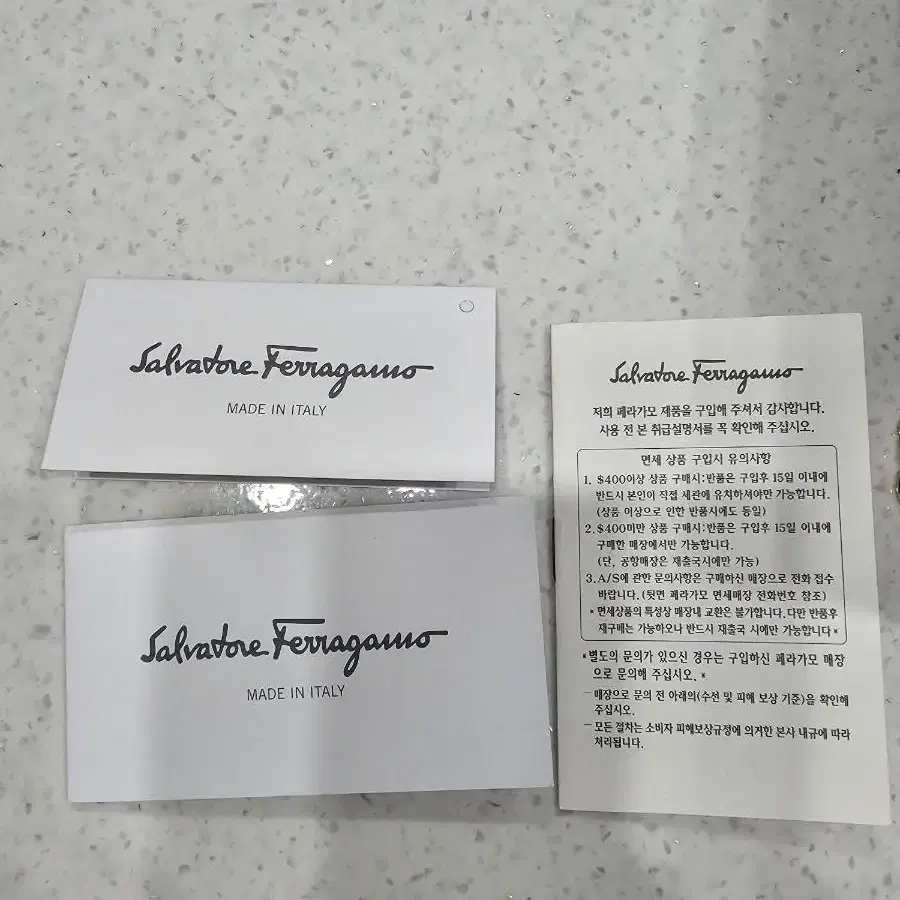 Salvatore Ferragamo
MADE IN ITALY
Salvatore Ferragamo
MADE IN ITALY
Salvatore Ferragamo
저희 페라가모 제품을 구입해 주셔서 감사합니다.
사용 전 본 취급설명서를 꼭 확인해 주십시오.
면세 상품 구입시 유의사항
1. $400이상 상품 구매시:반품은 구입후 15일 이내에
반드시 본인이 직접 세관에 유치하셔야만 가능합니다.
(상품 이상으로 인한 반품시에도 동일)
2. $400미만 상품 구매시:반품은 구입후 15일 이내에
구매한 매장에서만 가능합니다.
(단, 공항매장은 재출국시에만 가능)
3. A/S에 관한 문의사항은 구매하신 매장으로 전화 접수
바랍니다. (뒷면 페라가모 면세매장 전화번호 참조)
* 면세상품의 특성상 매장내 교환은 불가합니다. 다만 반품후
재구매는 가능하오나 반드시 재출국 시에만 가능합니다 *
*별도의 문의가 있으신 경우는 구입하신 페라가모 매장
으로 문의해 주십시오. *
- 매장으로 문의 전 아래의(수선 및 피해 보상 기준)을 확인해
주십시오.
- 모든 절차는 소비자 피해보상규정에 의거한 본사 내규에 따라
처리됩니다.